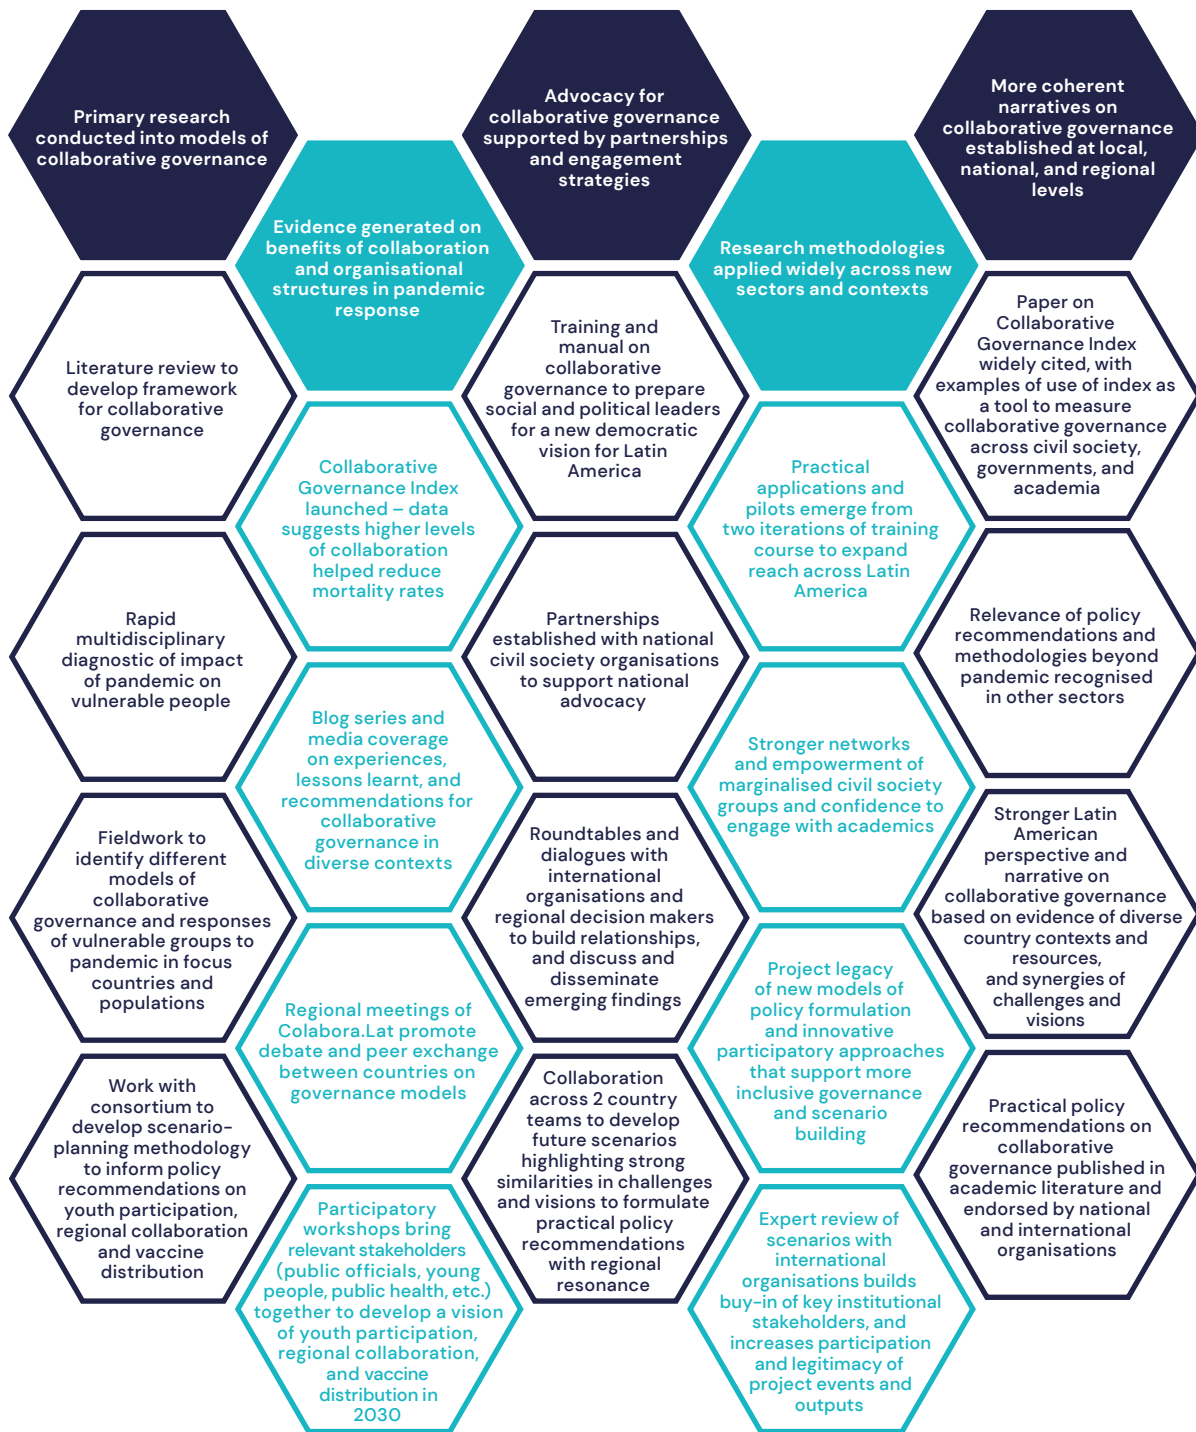 Primary research
conducted into models of
collaborative governance
Literature review to
develop framework
for collaborative
governance
Rapid
multidisciplinary
diagnostic of impact
of pandemic on
vulnerable people
Fieldwork to
identify different
models of
collaborative
governance and responses
of vulnerable groups to
pandemic in focus
countries and
populations
Work with
consortium to
develop scenario-
planning methodology
to inform policy
recommendations on
youth participation,
regional collaboration
and vaccine
distribution
Evidence generated on
benefits of collaboration
and organisational
structures in pandemic
response
Collaborative
Governance Index
launched – data
suggests higher levels
of collaboration
helped reduce
mortality rates
Blog series and
media coverage
on experiences,
lessons learnt, and
recommendations for
collaborative
governance in
diverse contexts
Regional meetings of
Colabora.Lat promote
debate and peer exchange
between countries on
governance models
Participatory
workshops bring
relevant stakeholders
(public officials, young
people, public health, etc.)
together to develop a vision
of youth participation,
regional collaboration,
and vaccine
distribution in
2030
Advocacy for
collaborative governance
supported by partnerships
and engagement
strategies
Training and
manual on
collaborative
governance to prepare
social and political leaders
for a new democratic
vision for Latin
America
Partnerships
established with national
civil society organisations
to support national
advocacy
Roundtables and
dialogues with
international
organisations and
regional decision makers
to build relationships,
and discuss and
disseminate
emerging findings
Collaboration
across 2 country
teams to develop
future scenarios
highlighting strong
similarities in challenges
and visions to formulate
practical policy
recommendations
with regional
resonance
Research methodologies
applied widely across new
sectors and contexts
Practical
applications and
pilots emerge from
two iterations of training
course to expand
reach across Latin
America
Stronger networks
and empowerment of
marginalised civil society
groups and confidence to
engage with academics
Project legacy
of new models of
policy formulation
and innovative
participatory approaches
that support more
inclusive governance
and scenario
building
Expert review of
scenarios with
international
organisations builds
buy-in of key institutional
stakeholders, and
increases participation
and legitimacy of
project events and
outputs
More coherent
narratives on
collaborative governance
established at local,
national, and regional
levels
Paper on
Collaborative
Governance Index
widely cited, with
examples of use of index as
a tool to measure
collaborative governance
across civil society,
governments, and
academia
Relevance of policy
recommendations and
methodologies beyond
pandemic recognised
in other sectors
Stronger Latin
American
perspective and
narrative on
collaborative governance
based on evidence of diverse
country contexts and
resources,
and synergies of
challenges and
visions
Practical policy
recommendations on
collaborative
governance published in
academic literature and
endorsed by national
and international
organisations